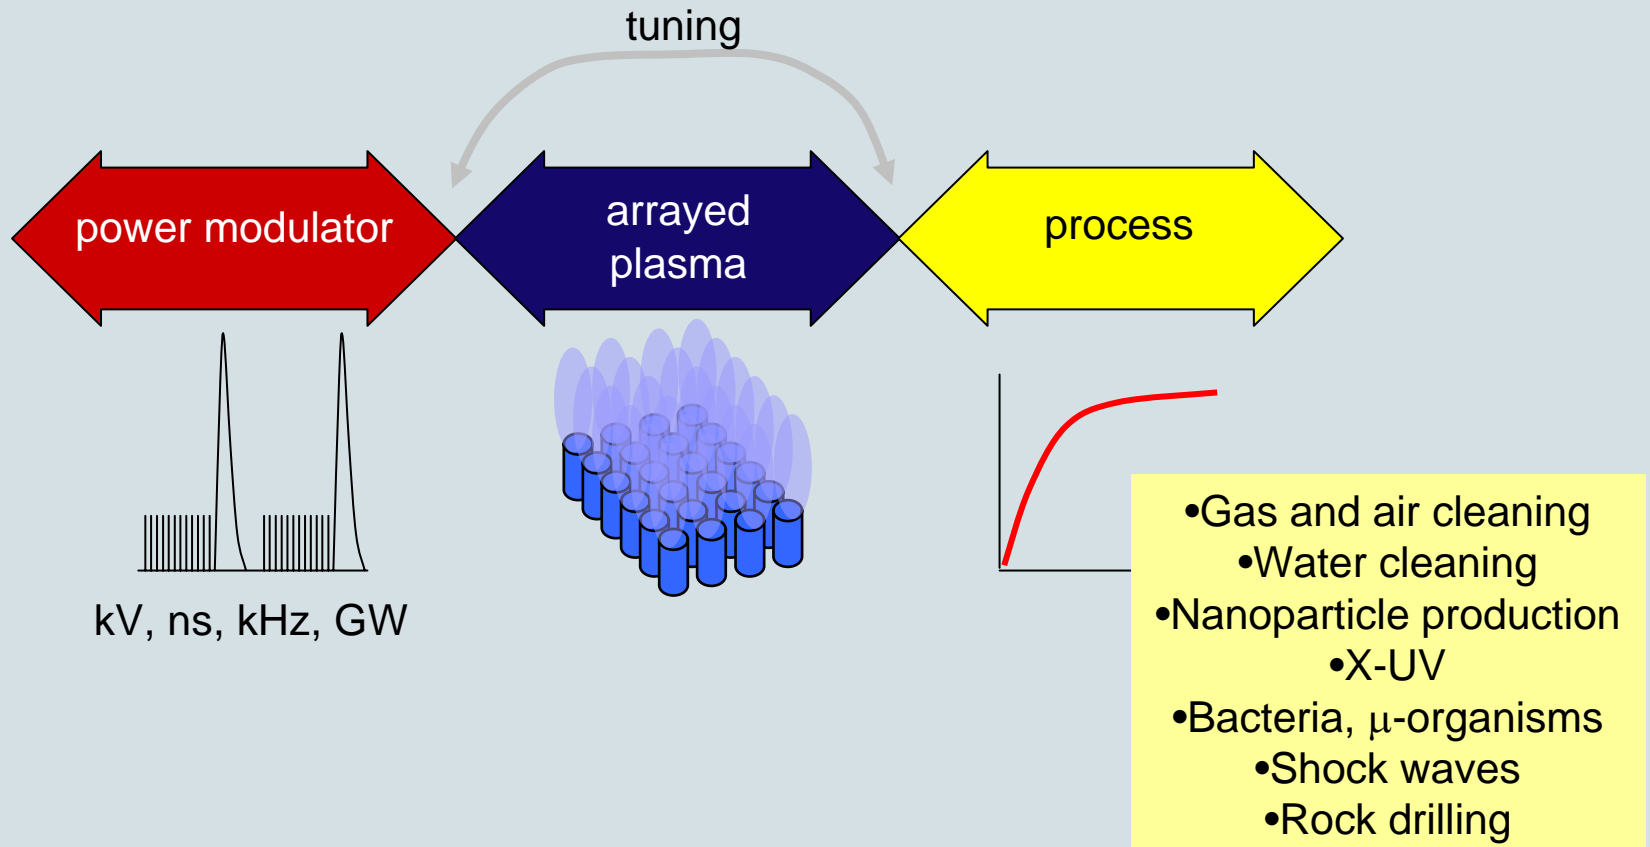 tuning
power modulator
arrayed
plasma
process
kV, ns, kHz, GW
•Gas and air cleaning
•Water cleaning
•Nanoparticle production
•X-UV
•Bacteria, μ-organisms
•Shock waves
•Rock drilling